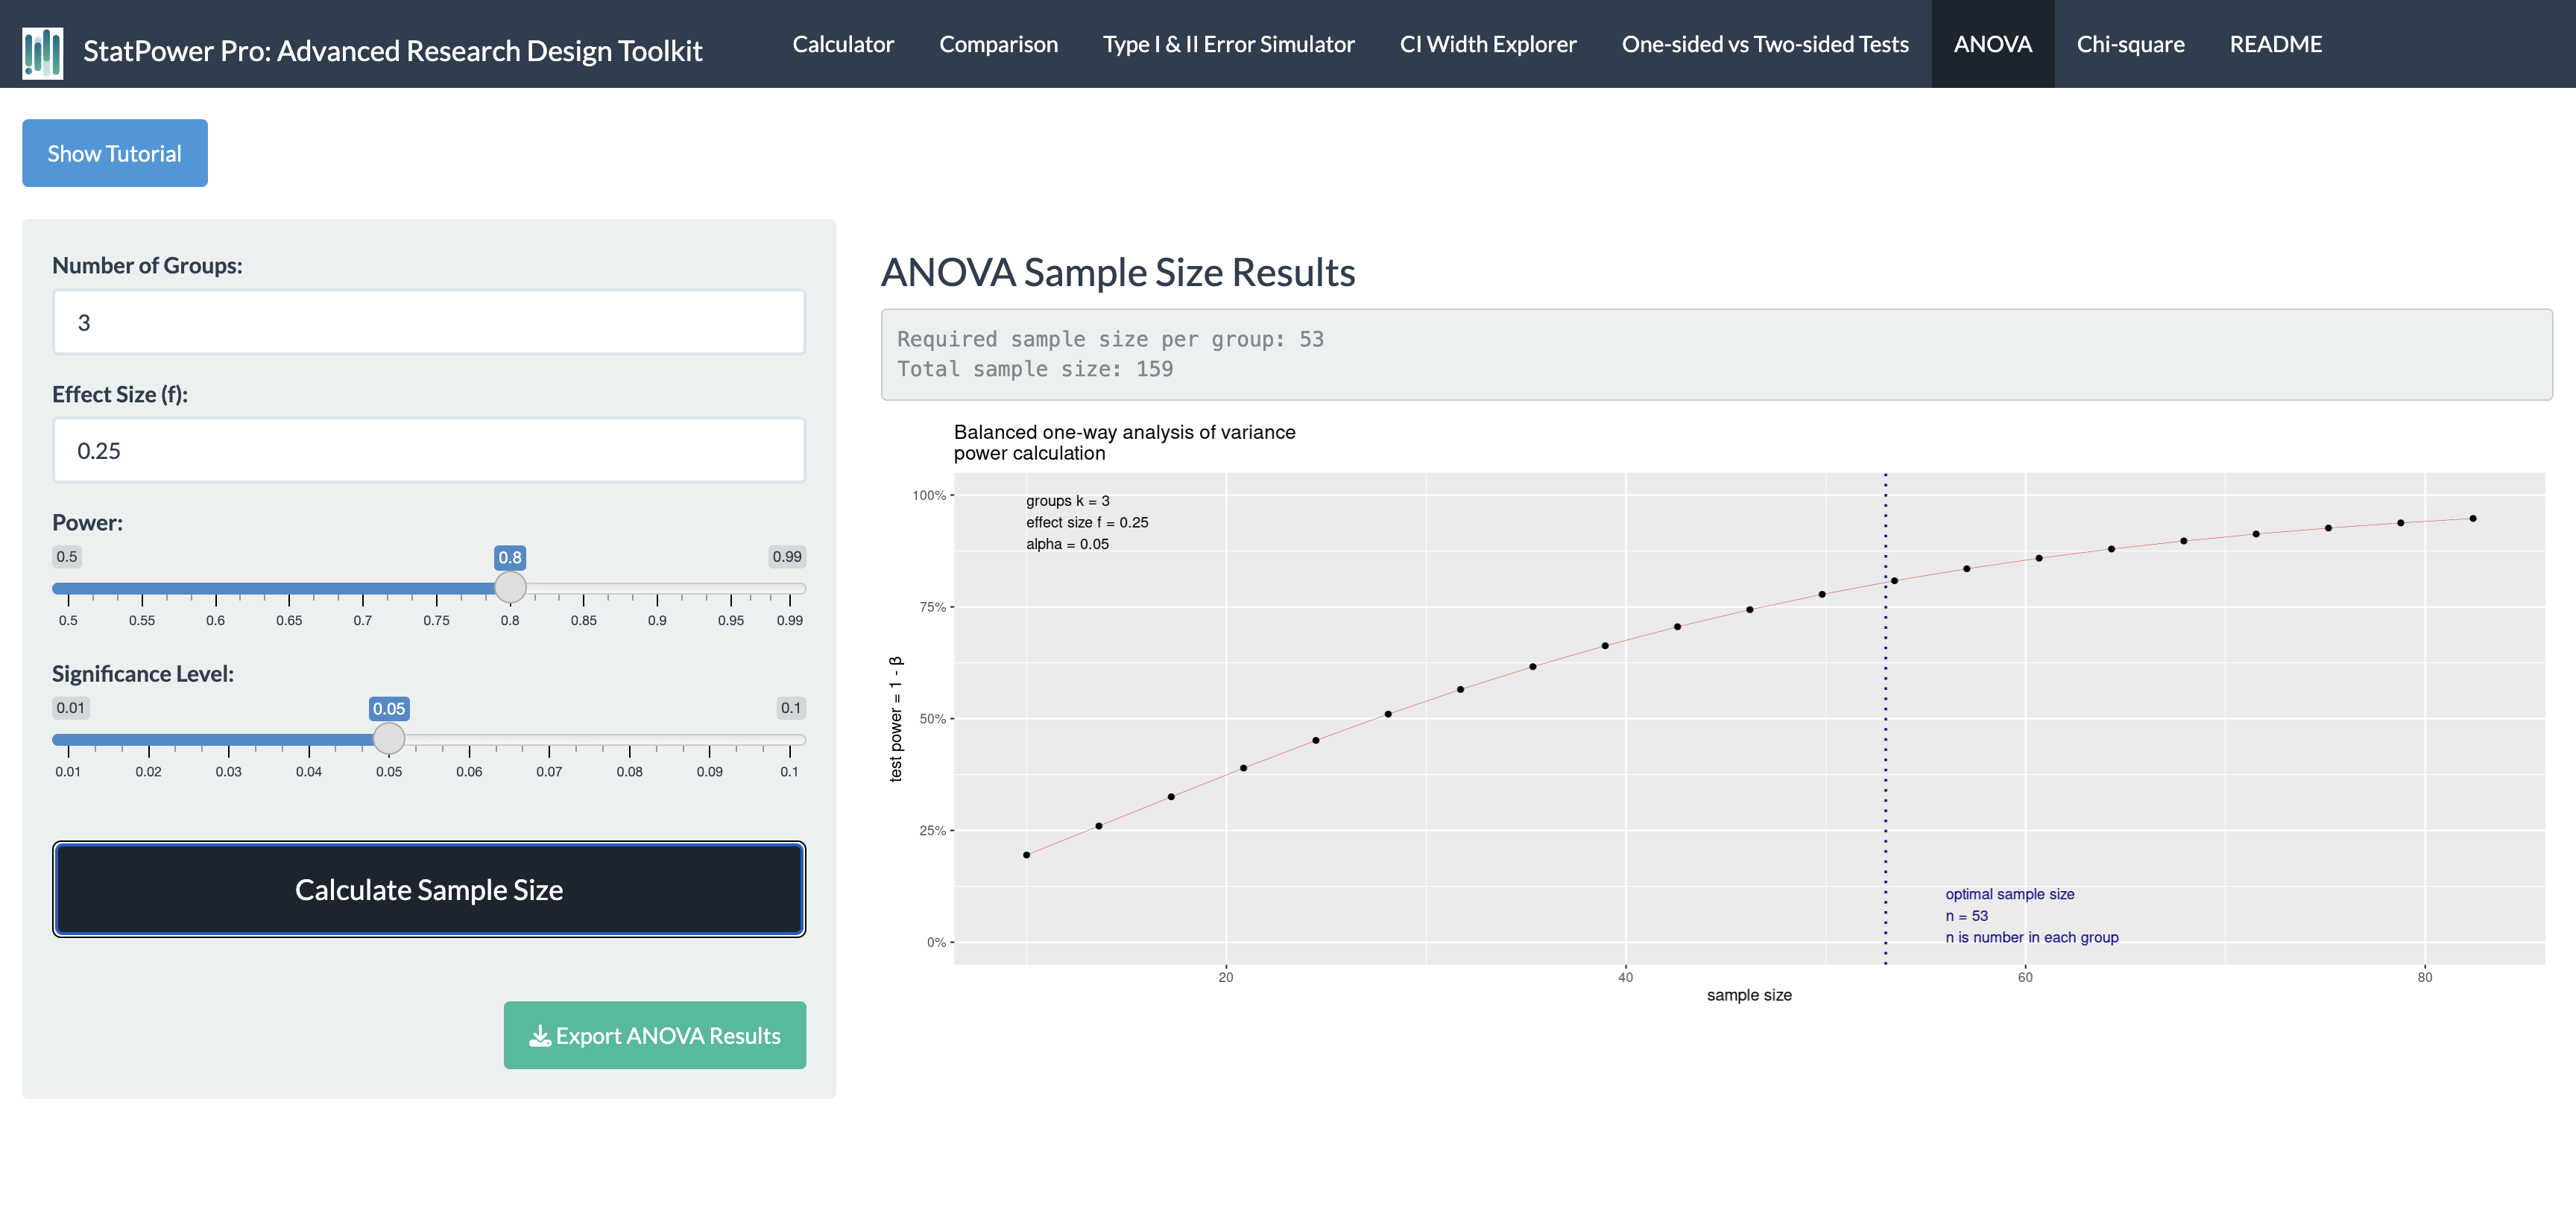 StatPower Pro: Advanced Research Design Toolkit
Calculator Comparison Type I & II Error Simulator CI Width Explorer One-sided vs Two-sided Tests ANOVA Chi-square README
Show Tutorial
Number of Groups:
3
Effect Size (f):
0.25
Power:
0.5 0.8 0.99
0.5 0.55 0.6 0.65 0.7 0.75 0.8 0.85 0.9 0.95 0.99
Significance Level:
0.01 0.05 0.1
0.01 0.02 0.03 0.04 0.05 0.06 0.07 0.08 0.09 0.1
Calculate Sample Size
Export ANOVA Results
ANOVA Sample Size Results
Required sample size per group: 53
Total sample size: 159
Balanced one-way analysis of variance
power calculation
groups k = 3
effect size f = 0.25
alpha = 0.05
100%
75%
50%
25%
0%
test power = 1 - β
optimal sample size
n = 53
n is number in each group
20 40 60 80
sample size